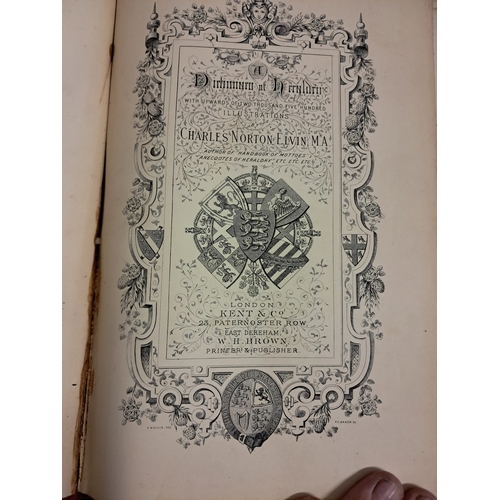 A
Dictionary of Heraldry
WITH UPWARDS OF TWO THOUSAND FIVE HUNDRED
ILLUSTRATIONS
CHARLES NORTON ELVIN, M.A
AUTHOR OF "HANDBOOK OF MOTTOES"
"ANECDOTES OF HERALDRY" ETC. ETC. ETC.
LONDON
KENT & Co
23, PATERNOSTER ROW
EAST DEREHAM,
W. H. BROWN,
PRINTER & PUBLISHER.